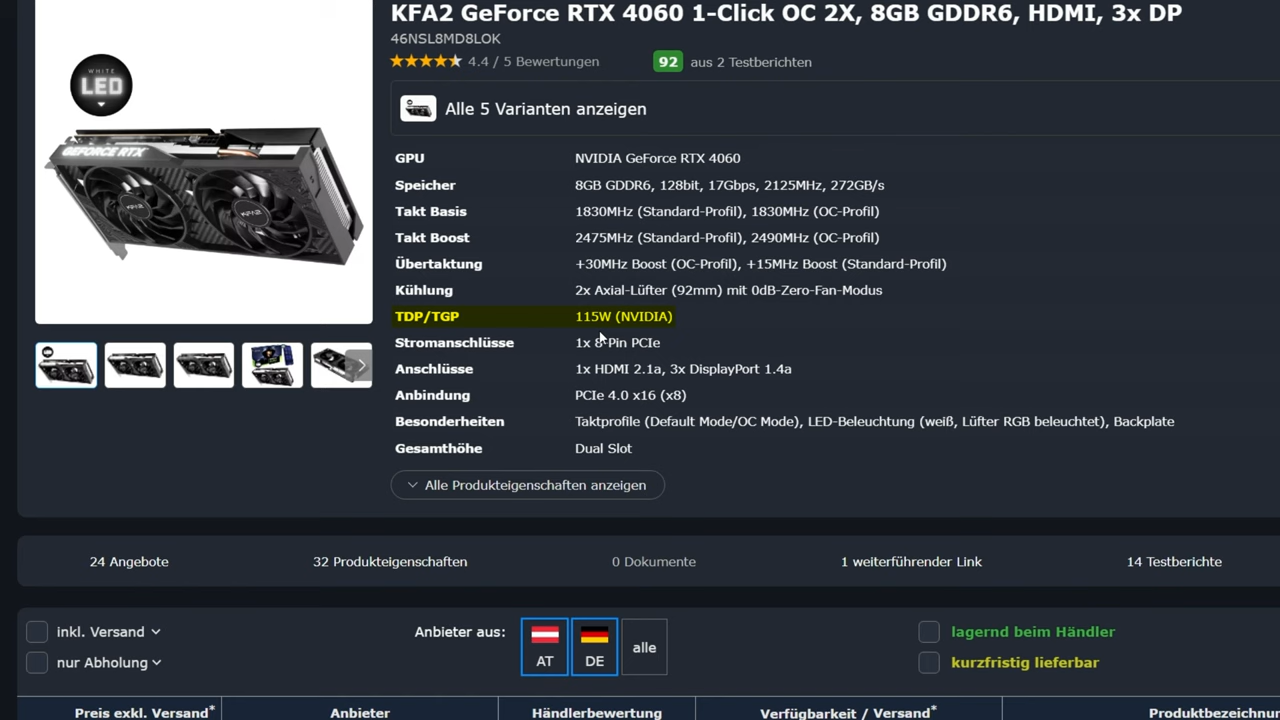 KFA2 GeForce RTX 4060 1-Click OC 2X, 8GB GDDR6, HDMI, 3x DP
46NSL8MD8LOK
4.4 / 5 Bewertungen 92 aus 2 Testberichten
WHITE
LED
GEFORCE RTX
KFA2
KFA2
Alle 5 Varianten anzeigen
GPU NVIDIA GeForce RTX 4060
Speicher 8GB GDDR6, 128bit, 17Gbps, 2125MHz, 272GB/s
Takt Basis 1830MHz (Standard-Profil), 1830MHz (OC-Profil)
Takt Boost 2475MHz (Standard-Profil), 2490MHz (OC-Profil)
Übertaktung +30MHz Boost (OC-Profil), +15MHz Boost (Standard-Profil)
Kühlung 2x Axial-Lüfter (92mm) mit 0dB-Zero-Fan-Modus
TDP/TGP 115W (NVIDIA)
Stromanschlüsse 1x 8-Pin PCIe
Anschlüsse 1x HDMI 2.1a, 3x DisplayPort 1.4a
Anbindung PCIe 4.0 x16 (x8)
Besonderheiten Taktprofile (Default Mode/OC Mode), LED-Beleuchtung (weiß, Lüfter RGB beleuchtet), Backplate
Gesamthöhe Dual Slot
Alle Produkteigenschaften anzeigen
24 Angebote 32 Produkteigenschaften 0 Dokumente 1 weiterführender Link 14 Testberichte
inkl. Versand Anbieter aus: AT DE alle lagernd beim Händler
nur Abholung kurzfristig lieferbar
Preis exkl. Versand* Anbieter Händlerbewertung Verfügbarkeit / Versand*